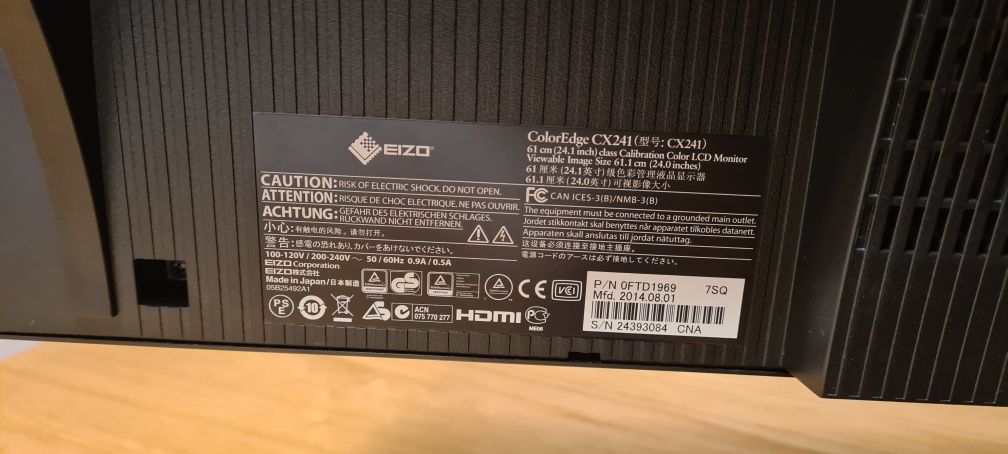 EIZO
ColorEdge CX241(型号: CX241)
61 cm (24.1 inch) class Calibration Color LCD Monitor
Viewable Image Size 61.1 cm (24.0 inches)
61 厘米 (24.1英寸) 级色彩管理液晶显示器
61.1 厘米 (24.0英寸) 可视影像大小
FC CAN ICES-3(B)/NMB-3(B)
The equipment must be connected to a grounded main outlet.
Jordet stikkontakt skal benyttes når apparatet tilkobles datanett.
Apparaten skall anslutas till jordat nätuttag.
这设备必须连接至接地主插座。
電源コードのアースは必ず接地してください。
CAUTION: RISK OF ELECTRIC SHOCK. DO NOT OPEN.
ATTENTION: RISQUE DE CHOC ELECTRIQUE. NE PAS OUVRIR.
ACHTUNG: GEFAHR DES ELEKTRISCHEN SCHLAGES.
RÜCKWAND NICHT ENTFERNEN.
小心: 有触电的风险, 请勿打开.
警告: 感電の恐れあり、カバーをあけないでください.
100-120V / 200-240V ~ 50 / 60Hz 0.9A / 0.5A
EIZO Corporation
EIZO株式会社
Made in Japan/日本制造
05B25492A1
GS
CE
VCI
PS E
10
N
ACN
075 770 277
HDMI
PC
ME06
P/N 0FTD1969 7SQ
Mfd. 2014.08.01
S/N 24393084 CNA